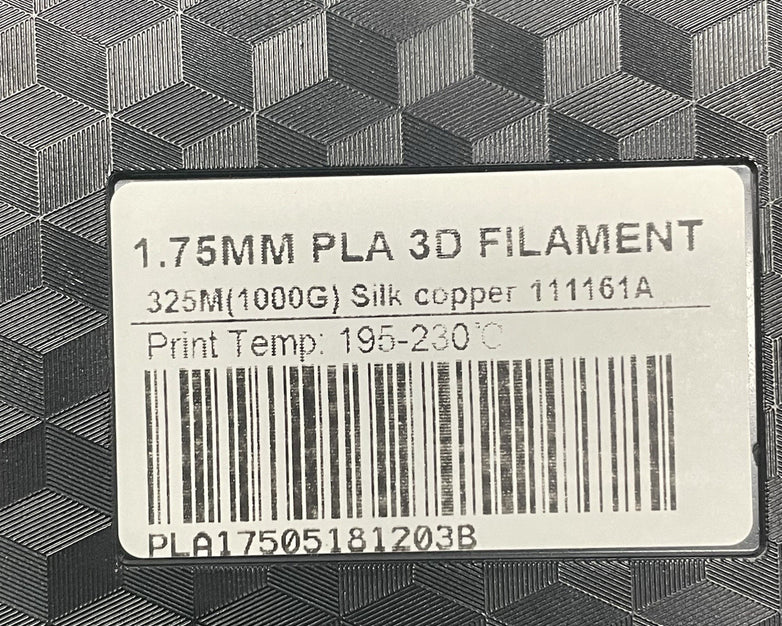 1.75MM PLA 3D FILAMENT
325M(1000G) Silk copper 111161A
Print Temp: 195-230℃
PLA17505181203B